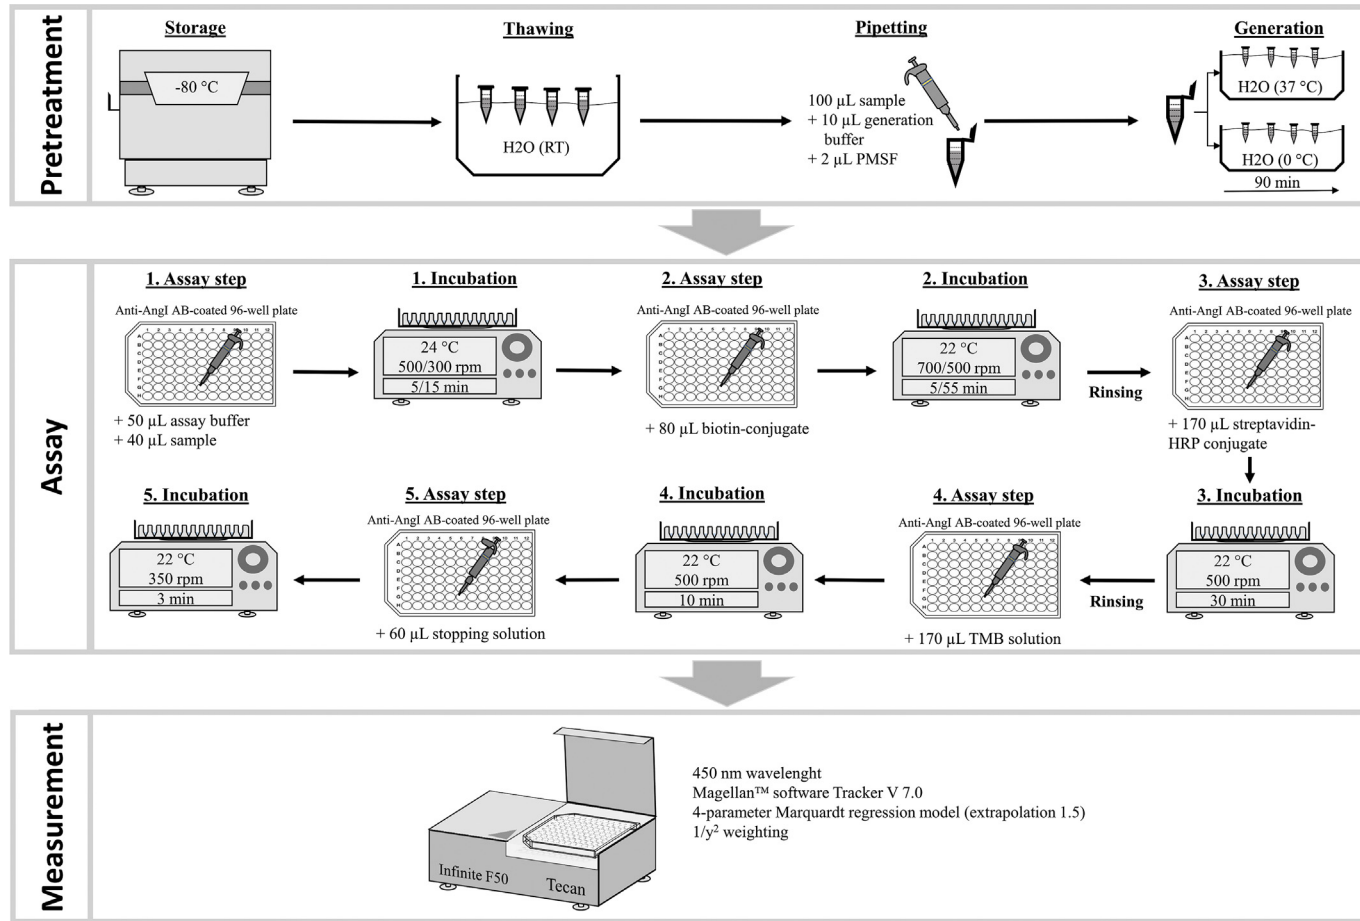 Pretreatment
Storage
-80 °C
Thawing
H2O (RT)
Pipetting
100 µL sample
+ 10 µL generation
buffer
+ 2 µL PMSF
Generation
H2O (37 °C)
H2O (0 °C)
90 min
Assay
1. Assay step
Anti-AngI AB-coated 96-well plate
+ 50 µL assay buffer
+ 40 µL sample
1. Incubation
24 °C
500/300 rpm
5/15 min
2. Assay step
Anti-AngI AB-coated 96-well plate
+ 80 µL biotin-conjugate
2. Incubation
22 °C
700/500 rpm
5/55 min
Rinsing
3. Assay step
Anti-AngI AB-coated 96-well plate
+ 170 µL streptavidin-
HRP conjugate
3. Incubation
22 °C
500 rpm
30 min
Rinsing
4. Assay step
Anti-AngI AB-coated 96-well plate
+ 170 µL TMB solution
4. Incubation
22 °C
500 rpm
10 min
5. Assay step
Anti-AngI AB-coated 96-well plate
+ 60 µL stopping solution
5. Incubation
22 °C
350 rpm
3 min
Measurement
Infinite F50
Tecan
450 nm wavelenght
Magellan™ software Tracker V 7.0
4-parameter Marquardt regression model (extrapolation 1.5)
1/y² weighting